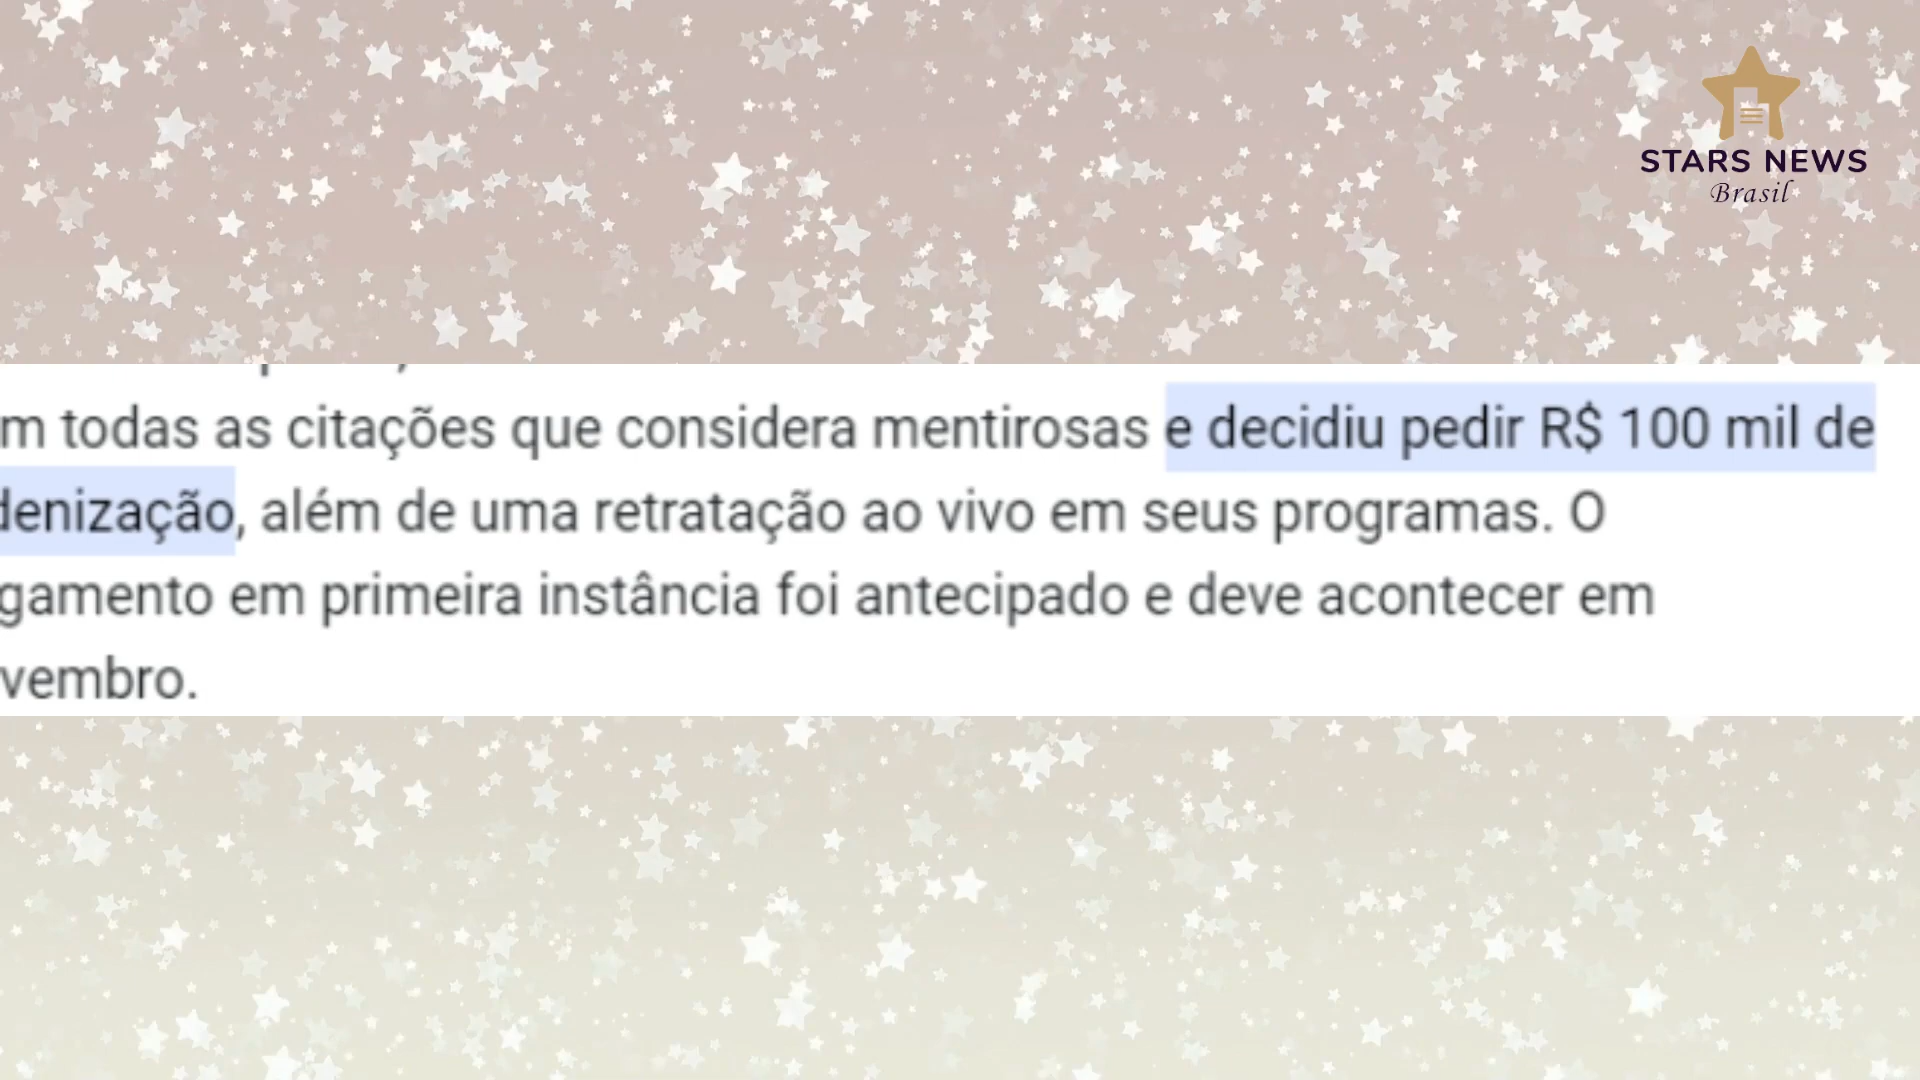 STARS NEWS
Brasil
m todas as citações que considera mentirosas e decidiu pedir R$ 100 mil de
denização, além de uma retratação ao vivo em seus programas. O
gamento em primeira instância foi antecipado e deve acontecer em
vembro.